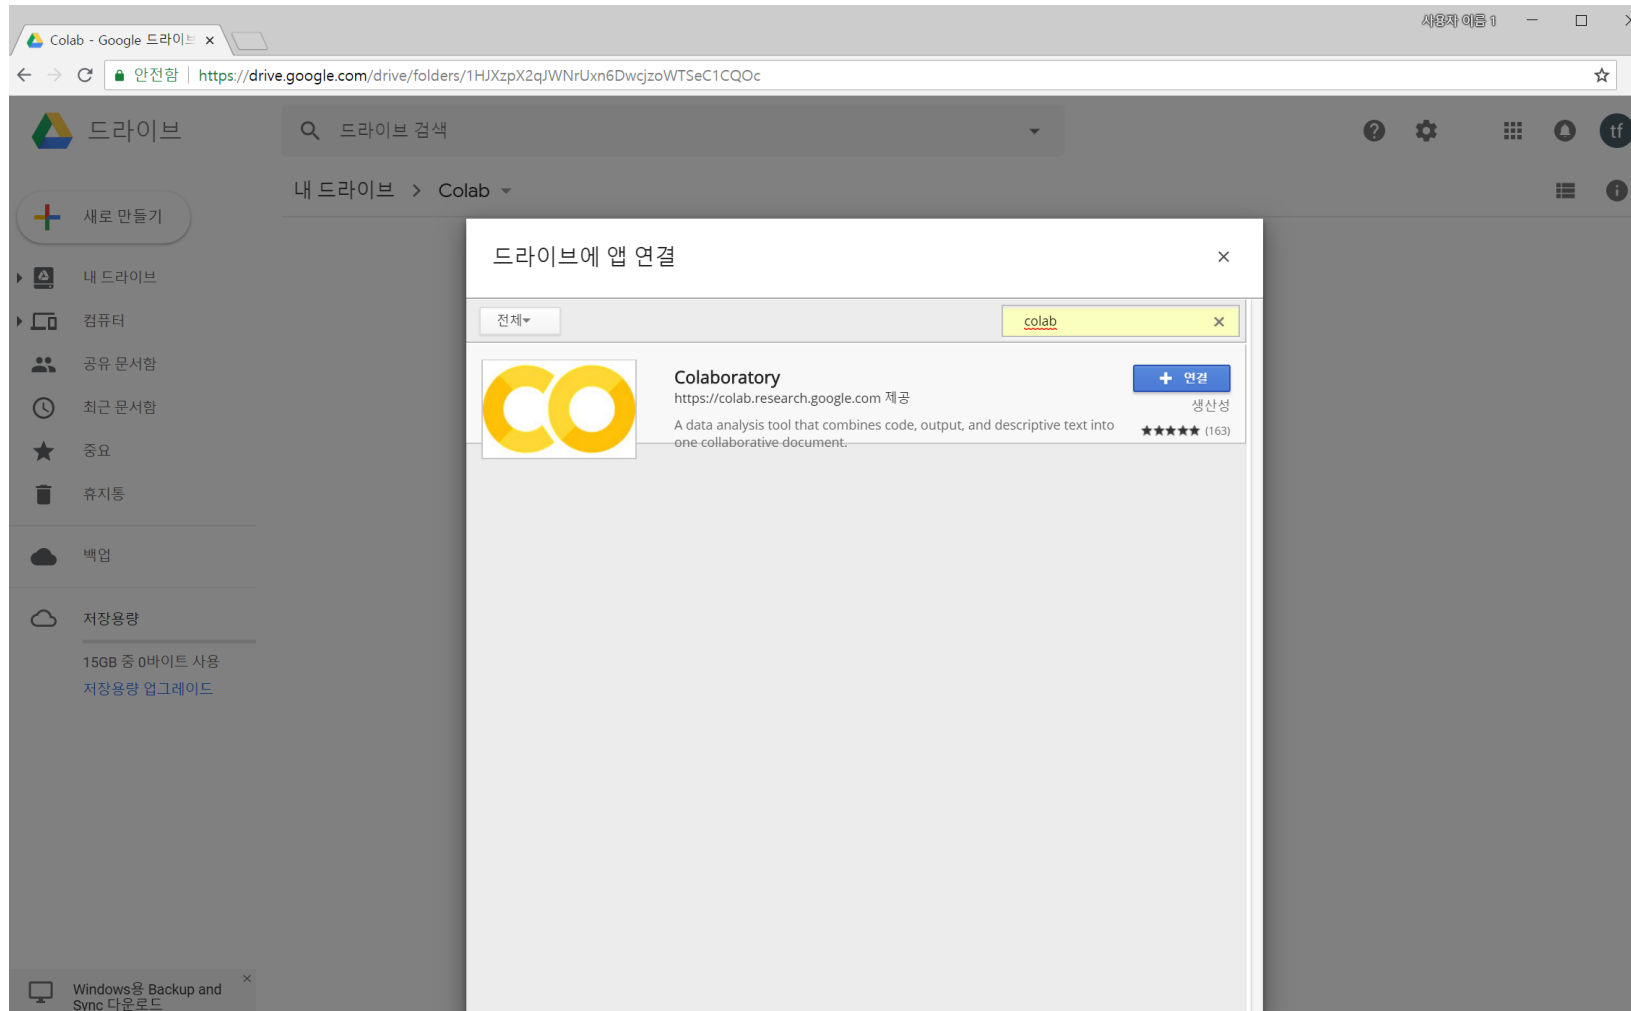 사용자 이름 1
Colab - Google 드라이브
안전함 https://drive.google.com/drive/folders/1HJXzpX2qJWNrUxn6DwcjzoWTSeC1CQOc
드라이브
드라이브 검색
tf
내 드라이브 > Colab
새로 만들기
내 드라이브
컴퓨터
공유 문서함
최근 문서함
중요
휴지통
백업
저장용량
15GB 중 0바이트 사용
저장용량 업그레이드
Windows용 Backup and
Sync 다운로드
드라이브에 앱 연결
전체
colab
Colaboratory
https://colab.research.google.com 제공
A data analysis tool that combines code, output, and descriptive text into
one collaborative document.
연결
생산성
(163)